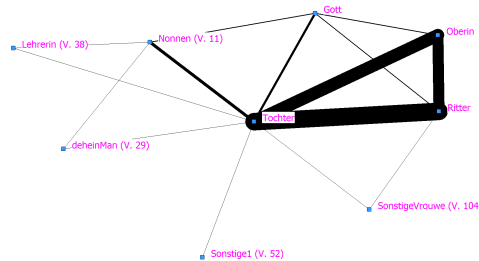 Gott
Oberin
Nonnen (V. 11)
Lehrerin (V. 38)
Ritter
Tochter
deheinMan (V. 29)
SonstigeVrouwe (V. 104
Sonstige1 (V. 52)